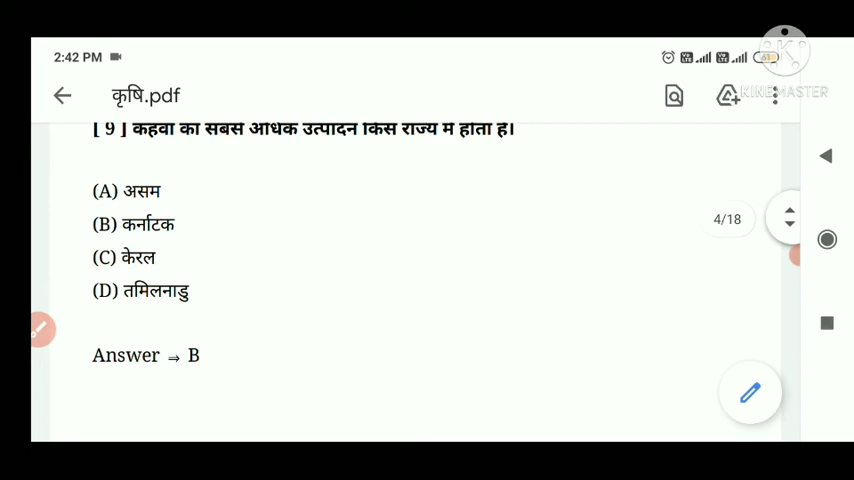 2:42 PM
कृषि.pdf
KINEMASTER
[ 9 ] कहवा का सबसे अधिक उत्पादन किस राज्य में होता है।
(A) असम
(B) कर्नाटक
4/18
(C) केरल
(D) तमिलनाडु
Answer ⇒ B